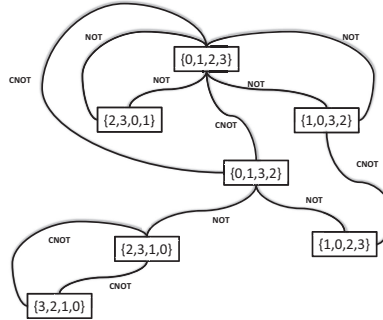 NOT
NOT
{0,1,2,3}
CNOT
NOT
NOT
{2,3,0,1}
CNOT
{1,0,3,2}
CNOT
{0,1,3,2}
NOT
NOT
CNOT
{2,3,1,0}
{1,0,2,3}
CNOT
{3,2,1,0}